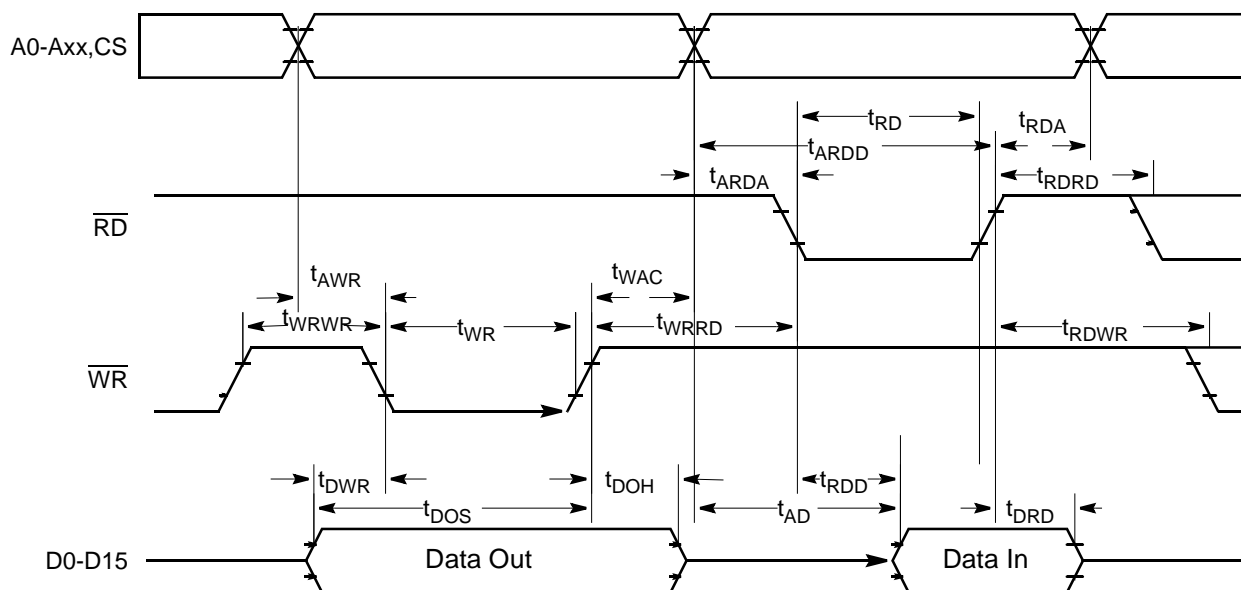 A0-Axx,CS
tRD
tRDA
tARDD
tARDA
tRDRD
RD
tAWR
tWAC
tWRWR
tWR
tWRRD
tRDWR
WR
tDWR
tDOH
tRDD
tDOS
tAD
tDRD
D0-D15
Data Out
Data In